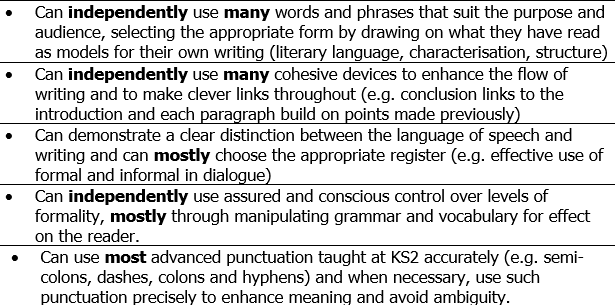 • Can independently use many words and phrases that suit the purpose and
audience, selecting the appropriate form by drawing on what they have read
as models for their own writing (literary language, characterisation, structure)
• Can independently use many cohesive devices to enhance the flow of
writing and to make clever links throughout (e.g. conclusion links to the
introduction and each paragraph build on points made previously)
• Can demonstrate a clear distinction between the language of speech and
writing and can mostly choose the appropriate register (e.g. effective use of
formal and informal in dialogue)
• Can independently use assured and conscious control over levels of
formality, mostly through manipulating grammar and vocabulary for effect
on the reader.
• Can use most advanced punctuation taught at KS2 accurately (e.g. semi-
colons, dashes, colons and hyphens) and when necessary, use such
punctuation precisely to enhance meaning and avoid ambiguity.